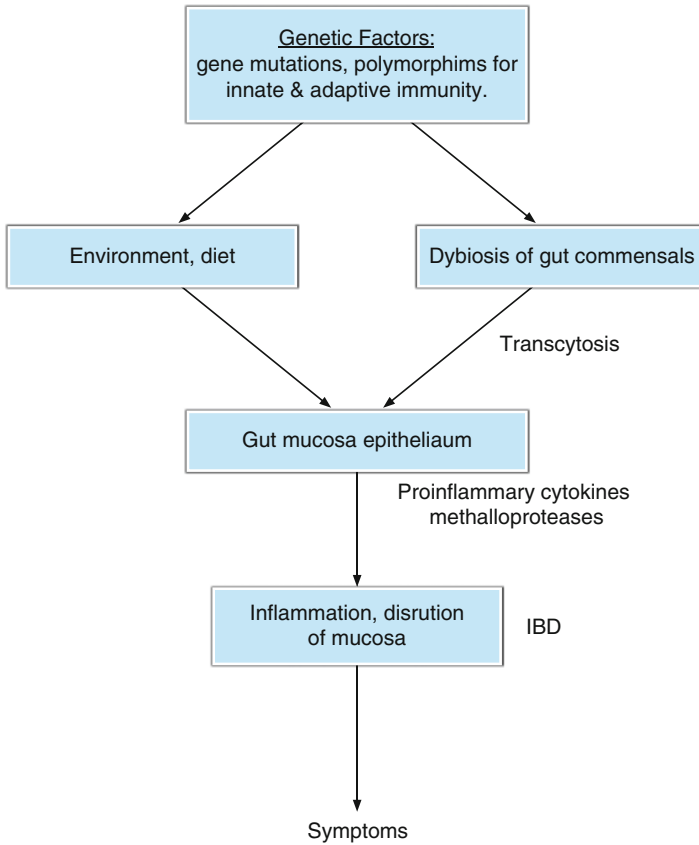 Genetic Factors:
gene mutations, polymorphims for
innate & adaptive immunity.
Environment, diet
Dybiosis of gut commensals
Transcytosis
Gut mucosa epitheliaum
Proinflammary cytokines
methalloproteases
Inflammation, disrution
of mucosa
IBD
Symptoms